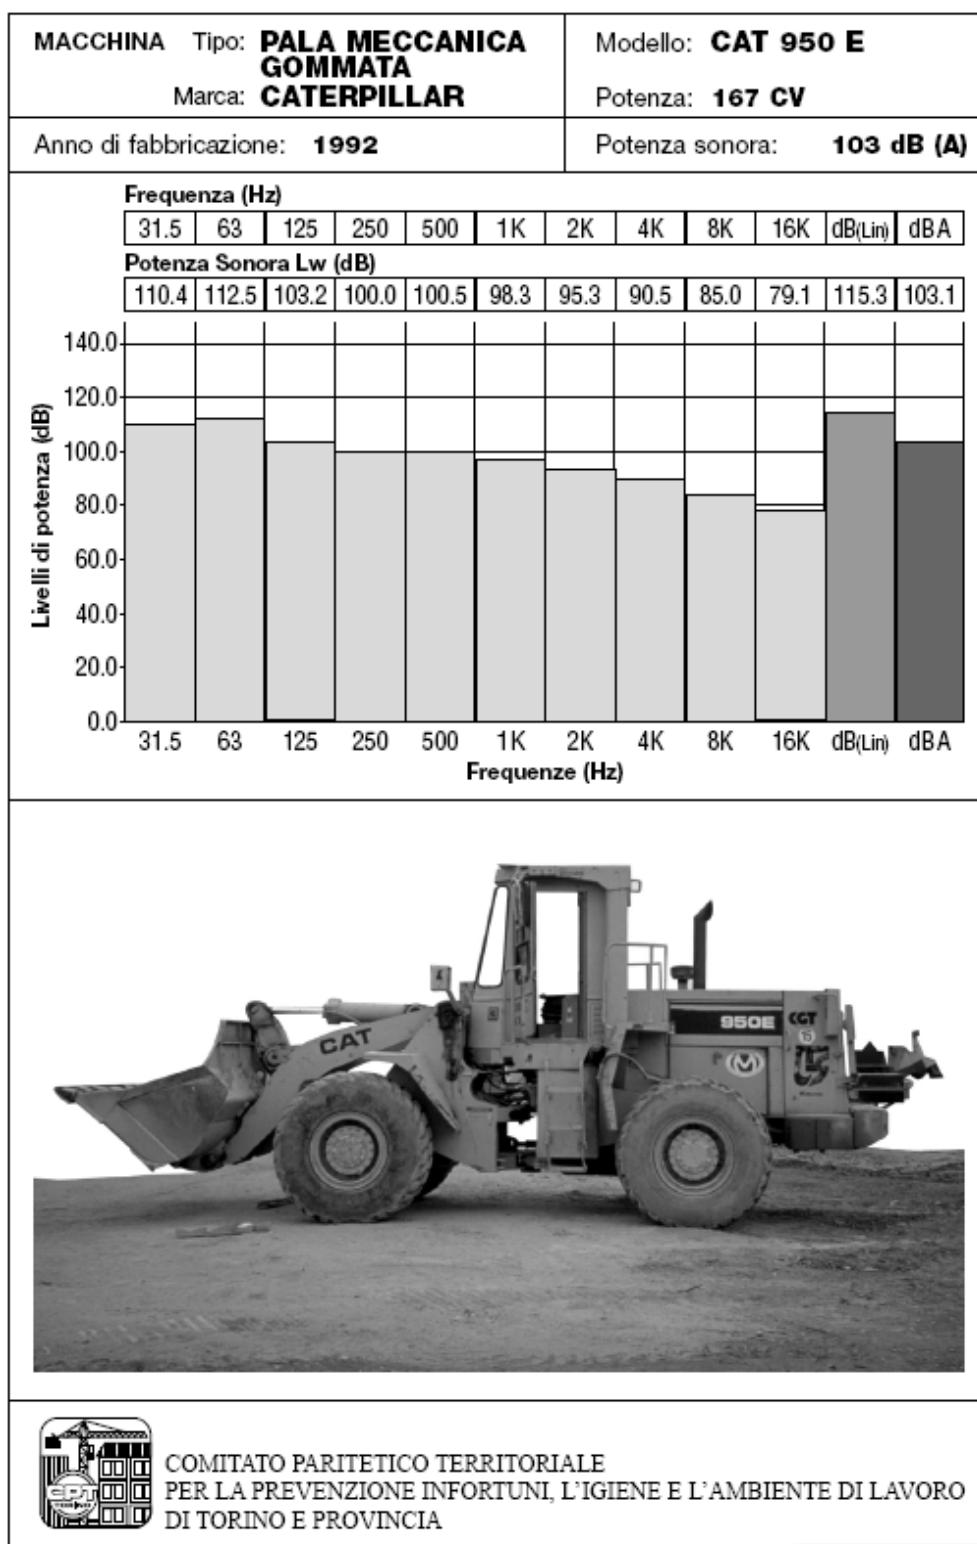 MACCHINA Tipo: PALA MECCANICA
GOMMATA
Marca: CATERPILLAR
Modello: CAT 950 E
Potenza: 167 CV
Anno di fabbricazione: 1992
Potenza sonora: 103 dB (A)
Frequenza (Hz)
31.5 63 125 250 500 1K 2K 4K 8K 16K dB(Lin) dBA
Potenza Sonora Lw (dB)
110.4 112.5 103.2 100.0 100.5 98.3 95.3 90.5 85.0 79.1 115.3 103.1
Livelli di potenza (dB)
140.0
120.0
100.0
80.0
60.0
40.0
20.0
0.0
31.5 63 125 250 500 1K 2K 4K 8K 16K dB(Lin) dBA
Frequenze (Hz)
CAT
950E
CGT
CPT
COMITATO PARITETICO TERRITORIALE
PER LA PREVENZIONE INFORTUNI, L'IGIENE E L'AMBIENTE DI LAVORO
DI TORINO E PROVINCIA